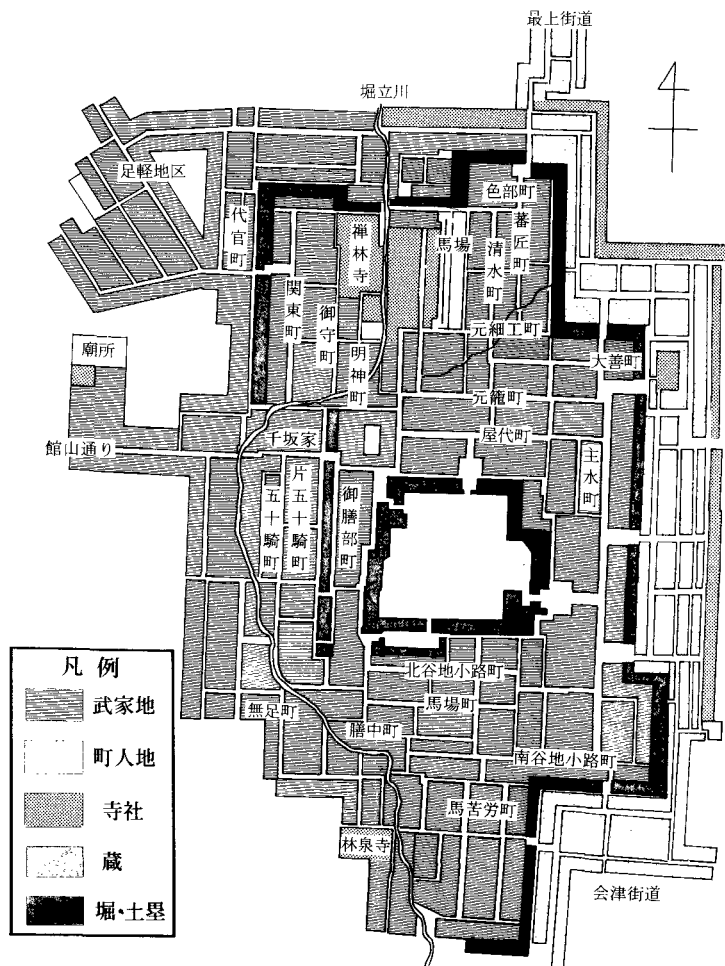 最上街道
堀立川
足軽地区
代官町
色部町
番匠町
清水町
馬場
禅林寺
関東町
御守町
明神町
元細工町
大善町
廟所
元籠町
屋代町
主水町
館山通り
千坂家
片五十騎町
五十騎町
御膳部町
北谷地小路町
馬場町
無足町
膳中町
南谷地小路町
馬苦労町
林泉寺
会津街道
凡例
武家地
町人地
寺社
蔵
堀・土塁